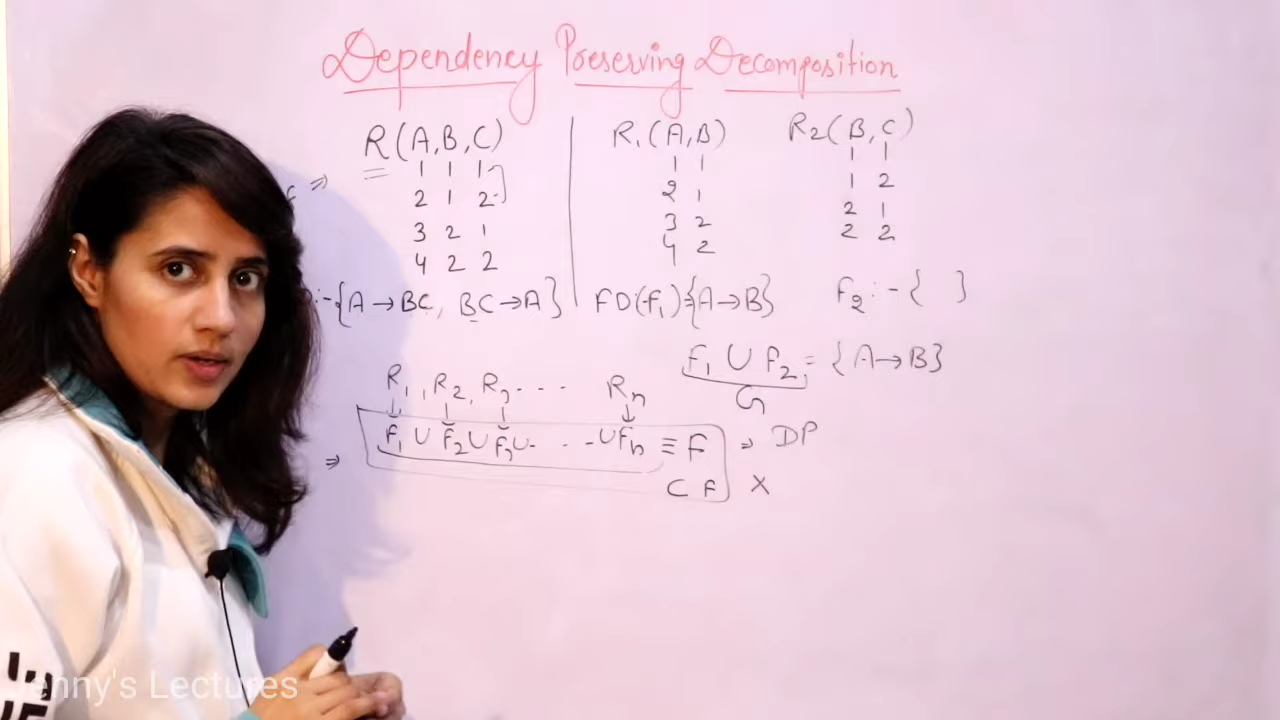 Dependency Preserving Decomposition
R(A,B,C)
1 1 1
2 1 2
3 2 1
4 2 2
:-{A→BC, BC→A}
R1(A,B)
1 1
2 1
3 2
4 2
FD(f1){A→B}
R2(B,C)
1 1
1 2
2 1
2 2
F2:-{ }
F1 ∪ F2 = {A→B}
G
R1, R2, R3 . . . Rn
⇒ F1 ∪ F2 ∪ F3 ∪ - . . - ∪ Fn ≡ F ⇒ DP
⊂ F X
Jenny's Lectures